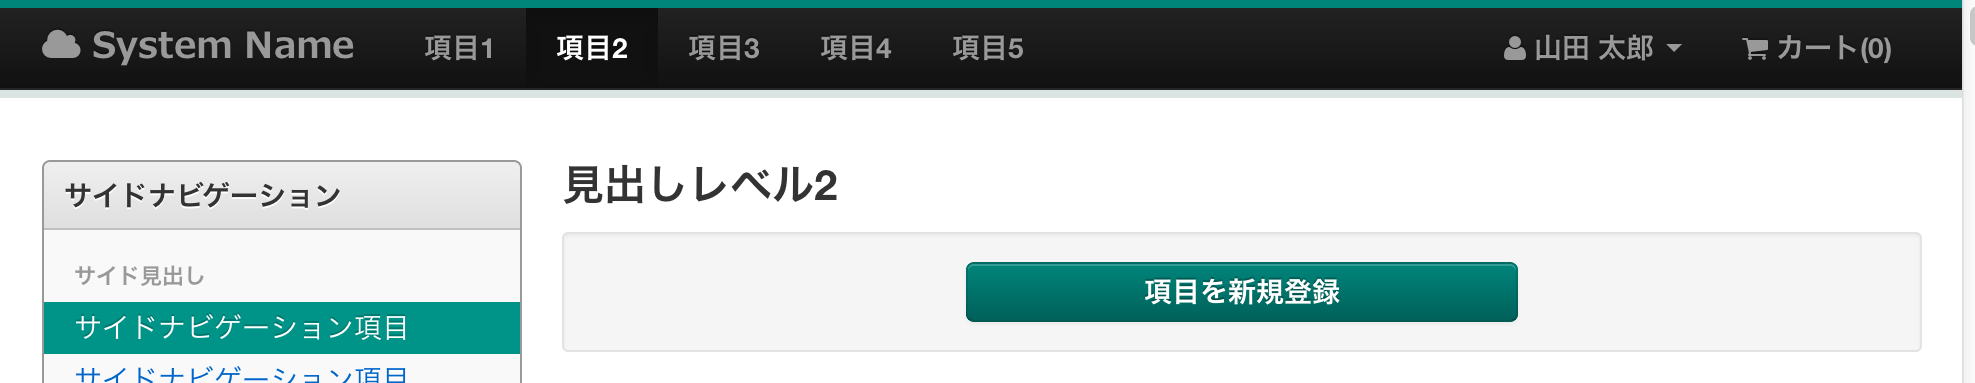 System Name 項目1 項目2 項目3 項目4 項目5 山田 太郎 カート(0)
サイドナビゲーション
サイド見出し
サイドナビゲーション項目
サイドナビゲーション項目
見出しレベル2
項目を新規登録